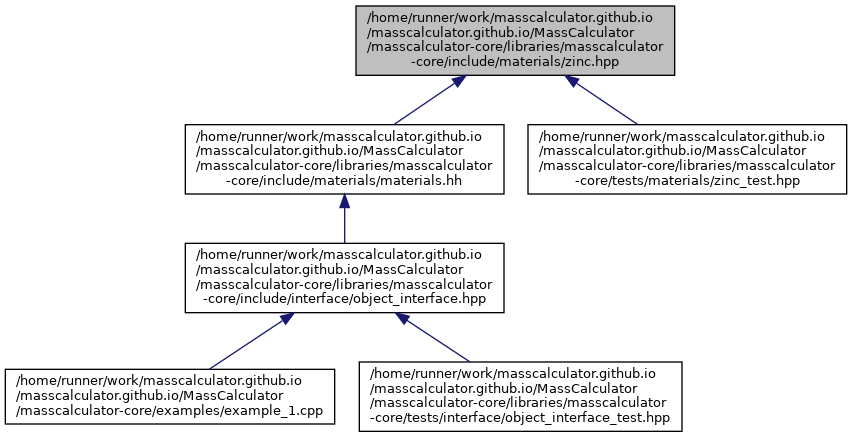 /home/runner/work/masscalculator.github.io
/masscalculator.github.io/MassCalculator
/masscalculator-core/libraries/masscalculator
-core/include/materials/zinc.hpp
/home/runner/work/masscalculator.github.io
/masscalculator.github.io/MassCalculator
/masscalculator-core/libraries/masscalculator
-core/include/materials/materials.hh
/home/runner/work/masscalculator.github.io
/masscalculator.github.io/MassCalculator
/masscalculator-core/libraries/masscalculator
-core/tests/materials/zinc_test.hpp
/home/runner/work/masscalculator.github.io
/masscalculator.github.io/MassCalculator
/masscalculator-core/libraries/masscalculator
-core/include/interface/object_interface.hpp
/home/runner/work/masscalculator.github.io
/masscalculator.github.io/MassCalculator
/masscalculator-core/examples/example_1.cpp
/home/runner/work/masscalculator.github.io
/masscalculator.github.io/MassCalculator
/masscalculator-core/libraries/masscalculator
-core/tests/interface/object_interface_test.hpp